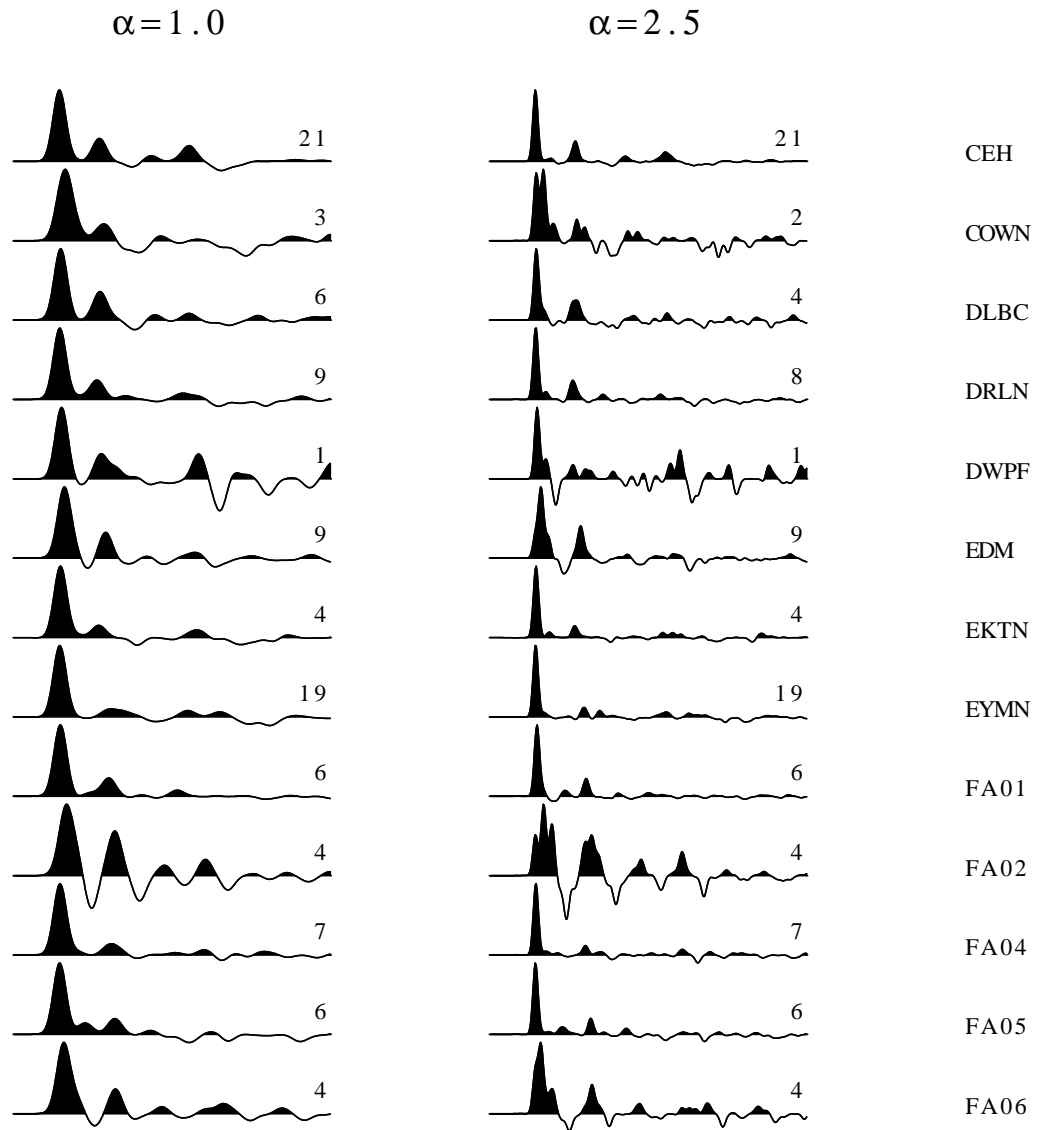 α=1.0 α=2.5
21 21 CEH
3 2 COWN
6 4 DLBC
9 8 DRLN
1 1 DWPF
9 9 EDM
4 4 EKTN
19 19 EYMN
6 6 FA01
4 4 FA02
7 7 FA04
6 6 FA05
4 4 FA06